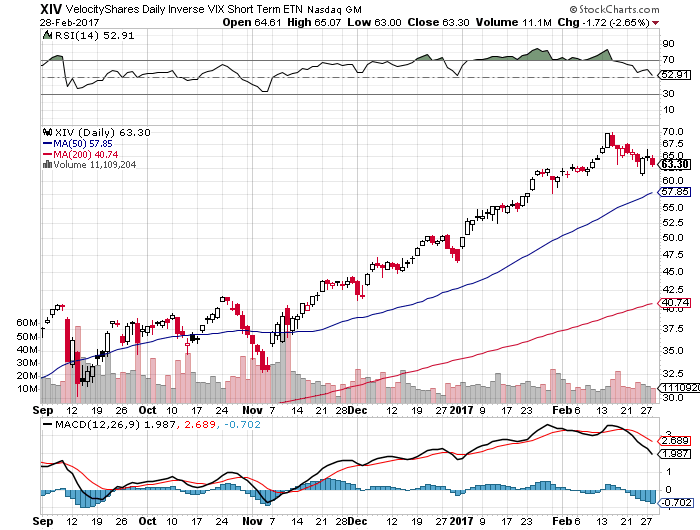 XIV VelocityShares Daily Inverse VIX Short Term ETN Nasdaq GM © StockCharts.com
28-Feb-2017 Open 64.61 High 65.07 Low 63.00 Close 63.30 Volume 11.1M Chg -1.72 (-2.65%)
RSI(14) 52.91
90
70
52.91
30
10
XIV (Daily) 63.30
MA(50) 57.85
MA(200) 40.74
Volume 11,109,204
70.0
67.5
65.0
63.30
60.0
57.85
55.0
52.5
50.0
47.5
45.0
42.5
40.74
40.0
37.5
35.0
32.5
30.0
60M
50M
40M
30M
20M
10M
1110920
Sep 12 19 26 Oct 10 17 24 Nov 7 14 21 28 Dec 12 19 27 2017 9 17 23 Feb 6 13 21 27
MACD(12,26,9) 1.987, 2.689, -0.702
3
2.689
1.987
1
0
-0.702
Sep 12 19 26 Oct 10 17 24 Nov 7 14 21 28 Dec 12 19 27 2017 9 17 23 Feb 6 13 21 27